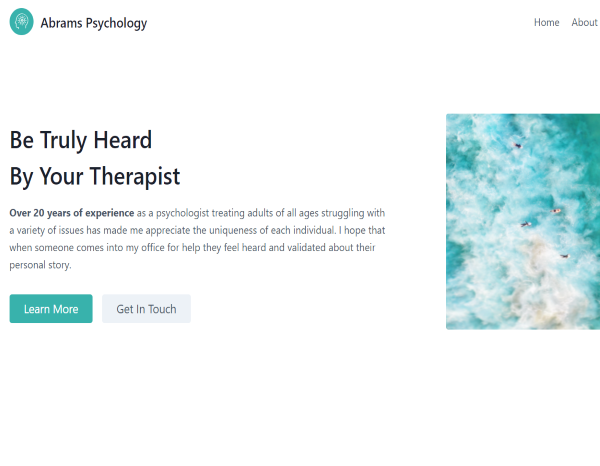 Abrams Psychology
Home About
Be Truly Heard
By Your Therapist
Over 20 years of experience as a psychologist treating adults of all ages struggling with
a variety of issues has made me appreciate the uniqueness of each individual. I hope that
when someone comes into my office for help they feel heard and validated about their
personal story.
Learn More Get In Touch